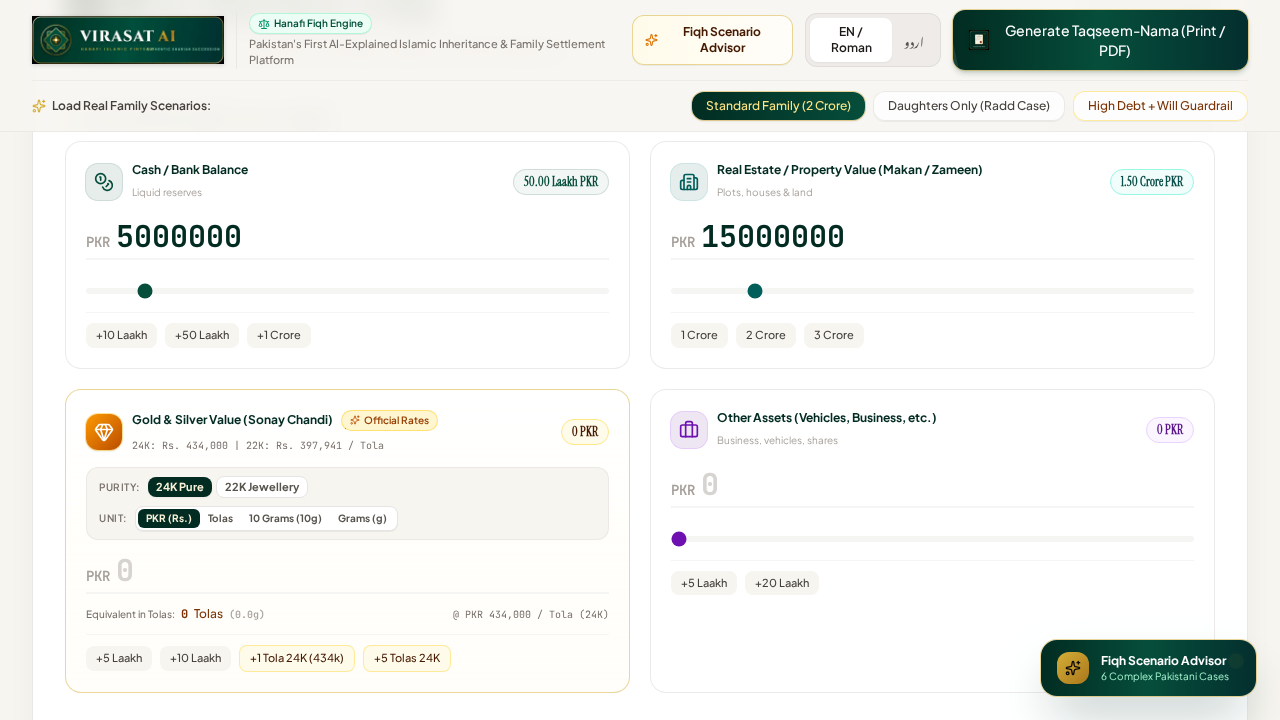 VIRASAT AI
Hanafi Fiqh Engine
Pakistan's First AI-Explained Islamic Inheritance & Family Settlement
Platform
Fiqh Scenario
Advisor
EN /
Roman
اردو
Generate Taqseem-Nama (Print /
PDF)
Load Real Family Scenarios:
Standard Family (2 Crore)
Daughters Only (Radd Case)
High Debt + Will Guardrail
Cash / Bank Balance
Liquid reserves
50.00 Laakh PKR
PKR 5000000
+10 Laakh
+50 Laakh
+1 Crore
Real Estate / Property Value (Makan / Zameen)
Plots, houses & land
1.50 Crore PKR
PKR 15000000
1 Crore
2 Crore
3 Crore
Gold & Silver Value (Sonay Chandi)
Official Rates
24K: Rs. 434,000 | 22K: Rs. 397,941 / Tola
0 PKR
PURITY:
24K Pure
22K Jewellery
UNIT:
PKR (Rs.)
Tolas
10 Grams (10g)
Grams (g)
PKR 0
Equivalent in Tolas: 0 Tolas (0.0g)
@ PKR 434,000 / Tola (24K)
+5 Laakh
+10 Laakh
+1 Tola 24K (434k)
+5 Tolas 24K
Other Assets (Vehicles, Business, etc.)
Business, vehicles, shares
0 PKR
PKR 0
+5 Laakh
+20 Laakh
Fiqh Scenario Advisor
6 Complex Pakistani Cases